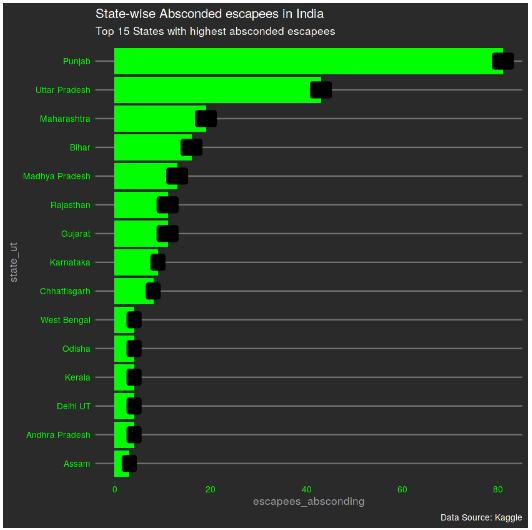 State-wise Absconded escapees in India
Top 15 States with highest absconded escapees
Punjab
Uttar Pradesh
Maharashtra
Bihar
Madhya Pradesh
Rajasthan
Gujarat
Karnataka
Chhattisgarh
West Bengal
Odisha
Kerala
Delhi UT
Andhra Pradesh
Assam
state_ut
0 20 40 60 80
escapees_absconding
Data Source: Kaggle